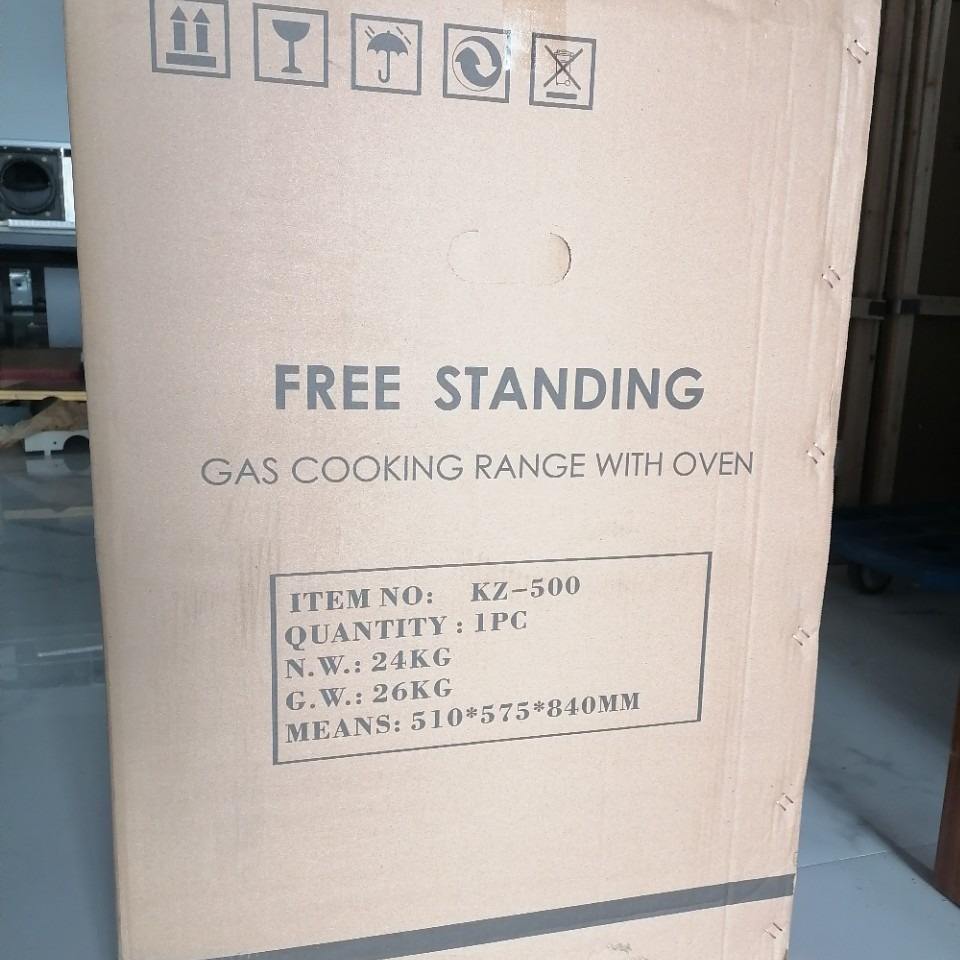 FREE STANDING
GAS COOKING RANGE WITH OVEN
ITEM NO: KZ-500
QUANTITY : 1PC
N.W.: 24KG
G.W.: 26KG
MEANS: 510*575*840MM